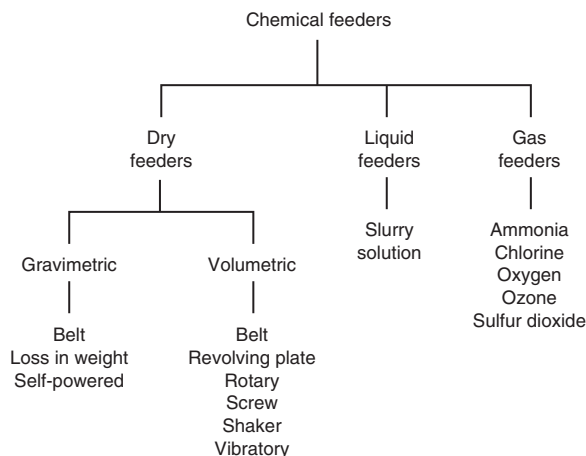 Chemical feeders
Dry
feeders
Liquid
feeders
Gas
feeders
Gravimetric
Volumetric
Slurry
solution
Ammonia
Chlorine
Oxygen
Ozone
Sulfur dioxide
Belt
Loss in weight
Self-powered
Belt
Revolving plate
Rotary
Screw
Shaker
Vibratory